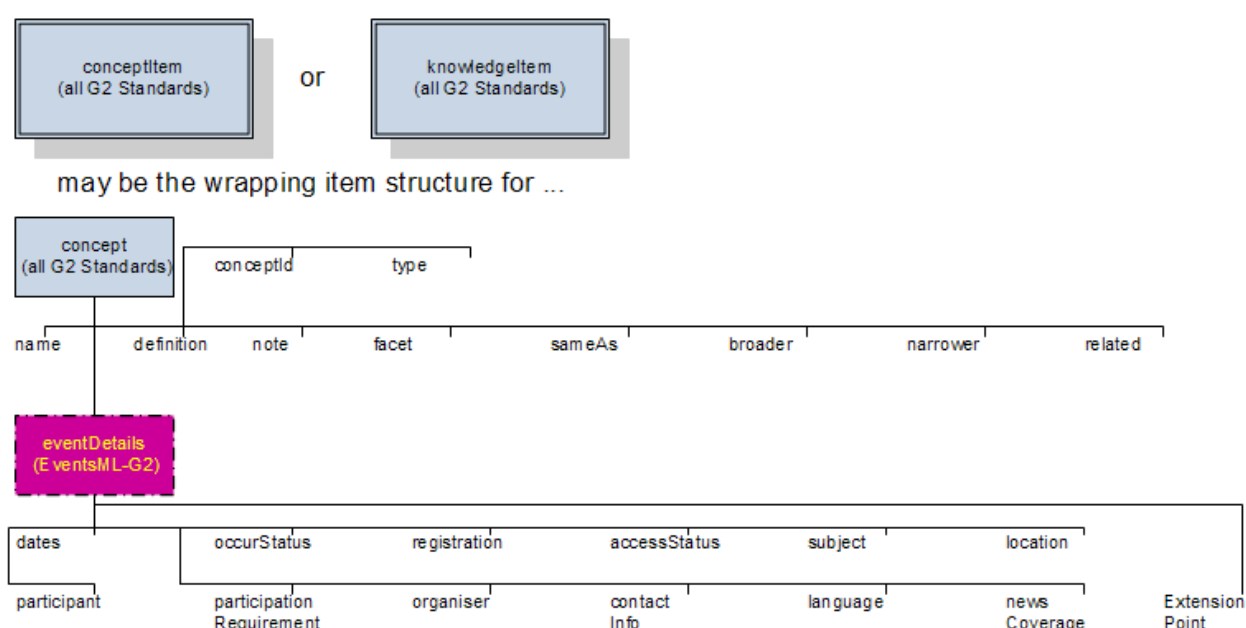 conceptItem
(all G2 Standards)
or
knowledgeItem
(all G2 Standards)
may be the wrapping item structure for ...
concept
(all G2 Standards)
conceptId
type
name
definition
note
facet
sameAs
broader
narrower
related
eventDetails
(EventsML-G2)
dates
occurStatus
registration
accessStatus
subject
location
participant
participation
Requirement
organiser
contact
Info
language
news
Coverage
Extension
Point